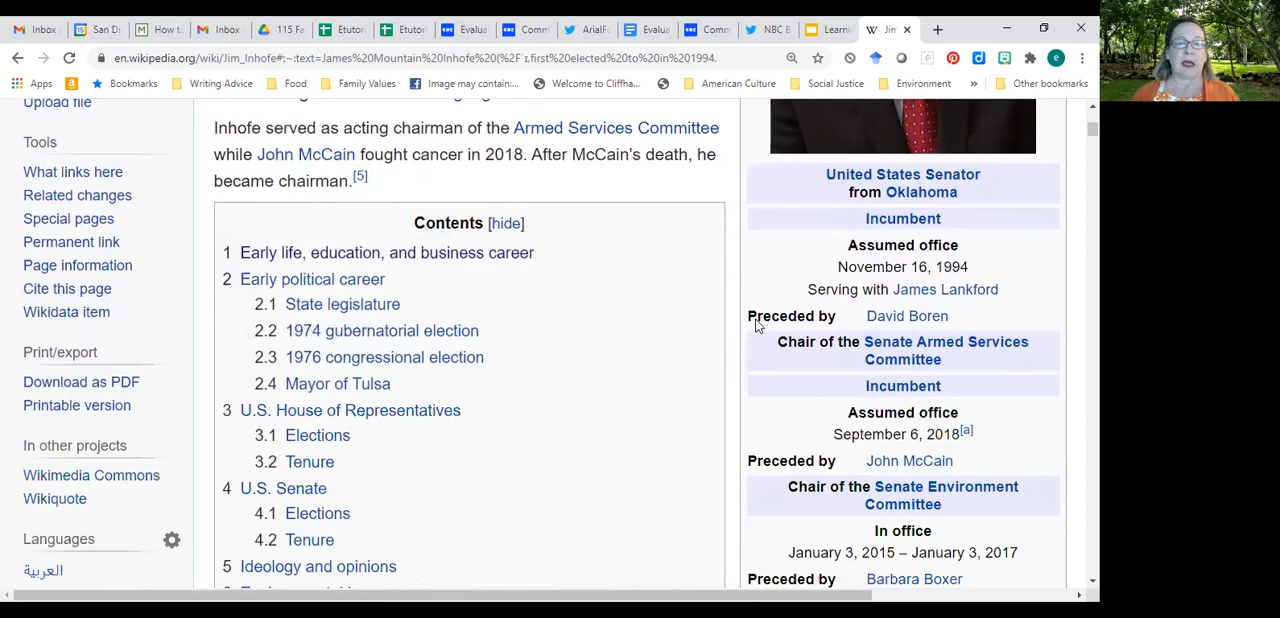 Inbox
San Di
How to
Inbox
115 Fa
Etutor
Etutor
Evalua
Comm
ArialFo
Evalua
Comm
NBC B
Learni
Jim
en.wikipedia.org/wiki/Jim_Inhofe#:~:text=James%20Mountain%20Inhofe%20(%2F
first%20elected%20to%20in%201994.
Apps
Bookmarks
Writing Advice
Food
Family Values
Image may contain:...
Welcome to Cliffha...
American Culture
Social Justice
Environment
»
Other bookmarks
Upload file
Tools
What links here
Related changes
Special pages
Permanent link
Page information
Cite this page
Wikidata item
Print/export
Download as PDF
Printable version
In other projects
Wikimedia Commons
Wikiquote
Languages
العربية
Inhofe served as acting chairman of the Armed Services Committee
while John McCain fought cancer in 2018. After McCain's death, he
became chairman.[5]
Contents [hide]
1 Early life, education, and business career
2 Early political career
2.1 State legislature
2.2 1974 gubernatorial election
2.3 1976 congressional election
2.4 Mayor of Tulsa
3 U.S. House of Representatives
3.1 Elections
3.2 Tenure
4 U.S. Senate
4.1 Elections
4.2 Tenure
5 Ideology and opinions
United States Senator
from Oklahoma
Incumbent
Assumed office
November 16, 1994
Serving with James Lankford
Preceded by David Boren
Chair of the Senate Armed Services
Committee
Incumbent
Assumed office
September 6, 2018[a]
Preceded by John McCain
Chair of the Senate Environment
Committee
In office
January 3, 2015 – January 3, 2017
Preceded by Barbara Boxer